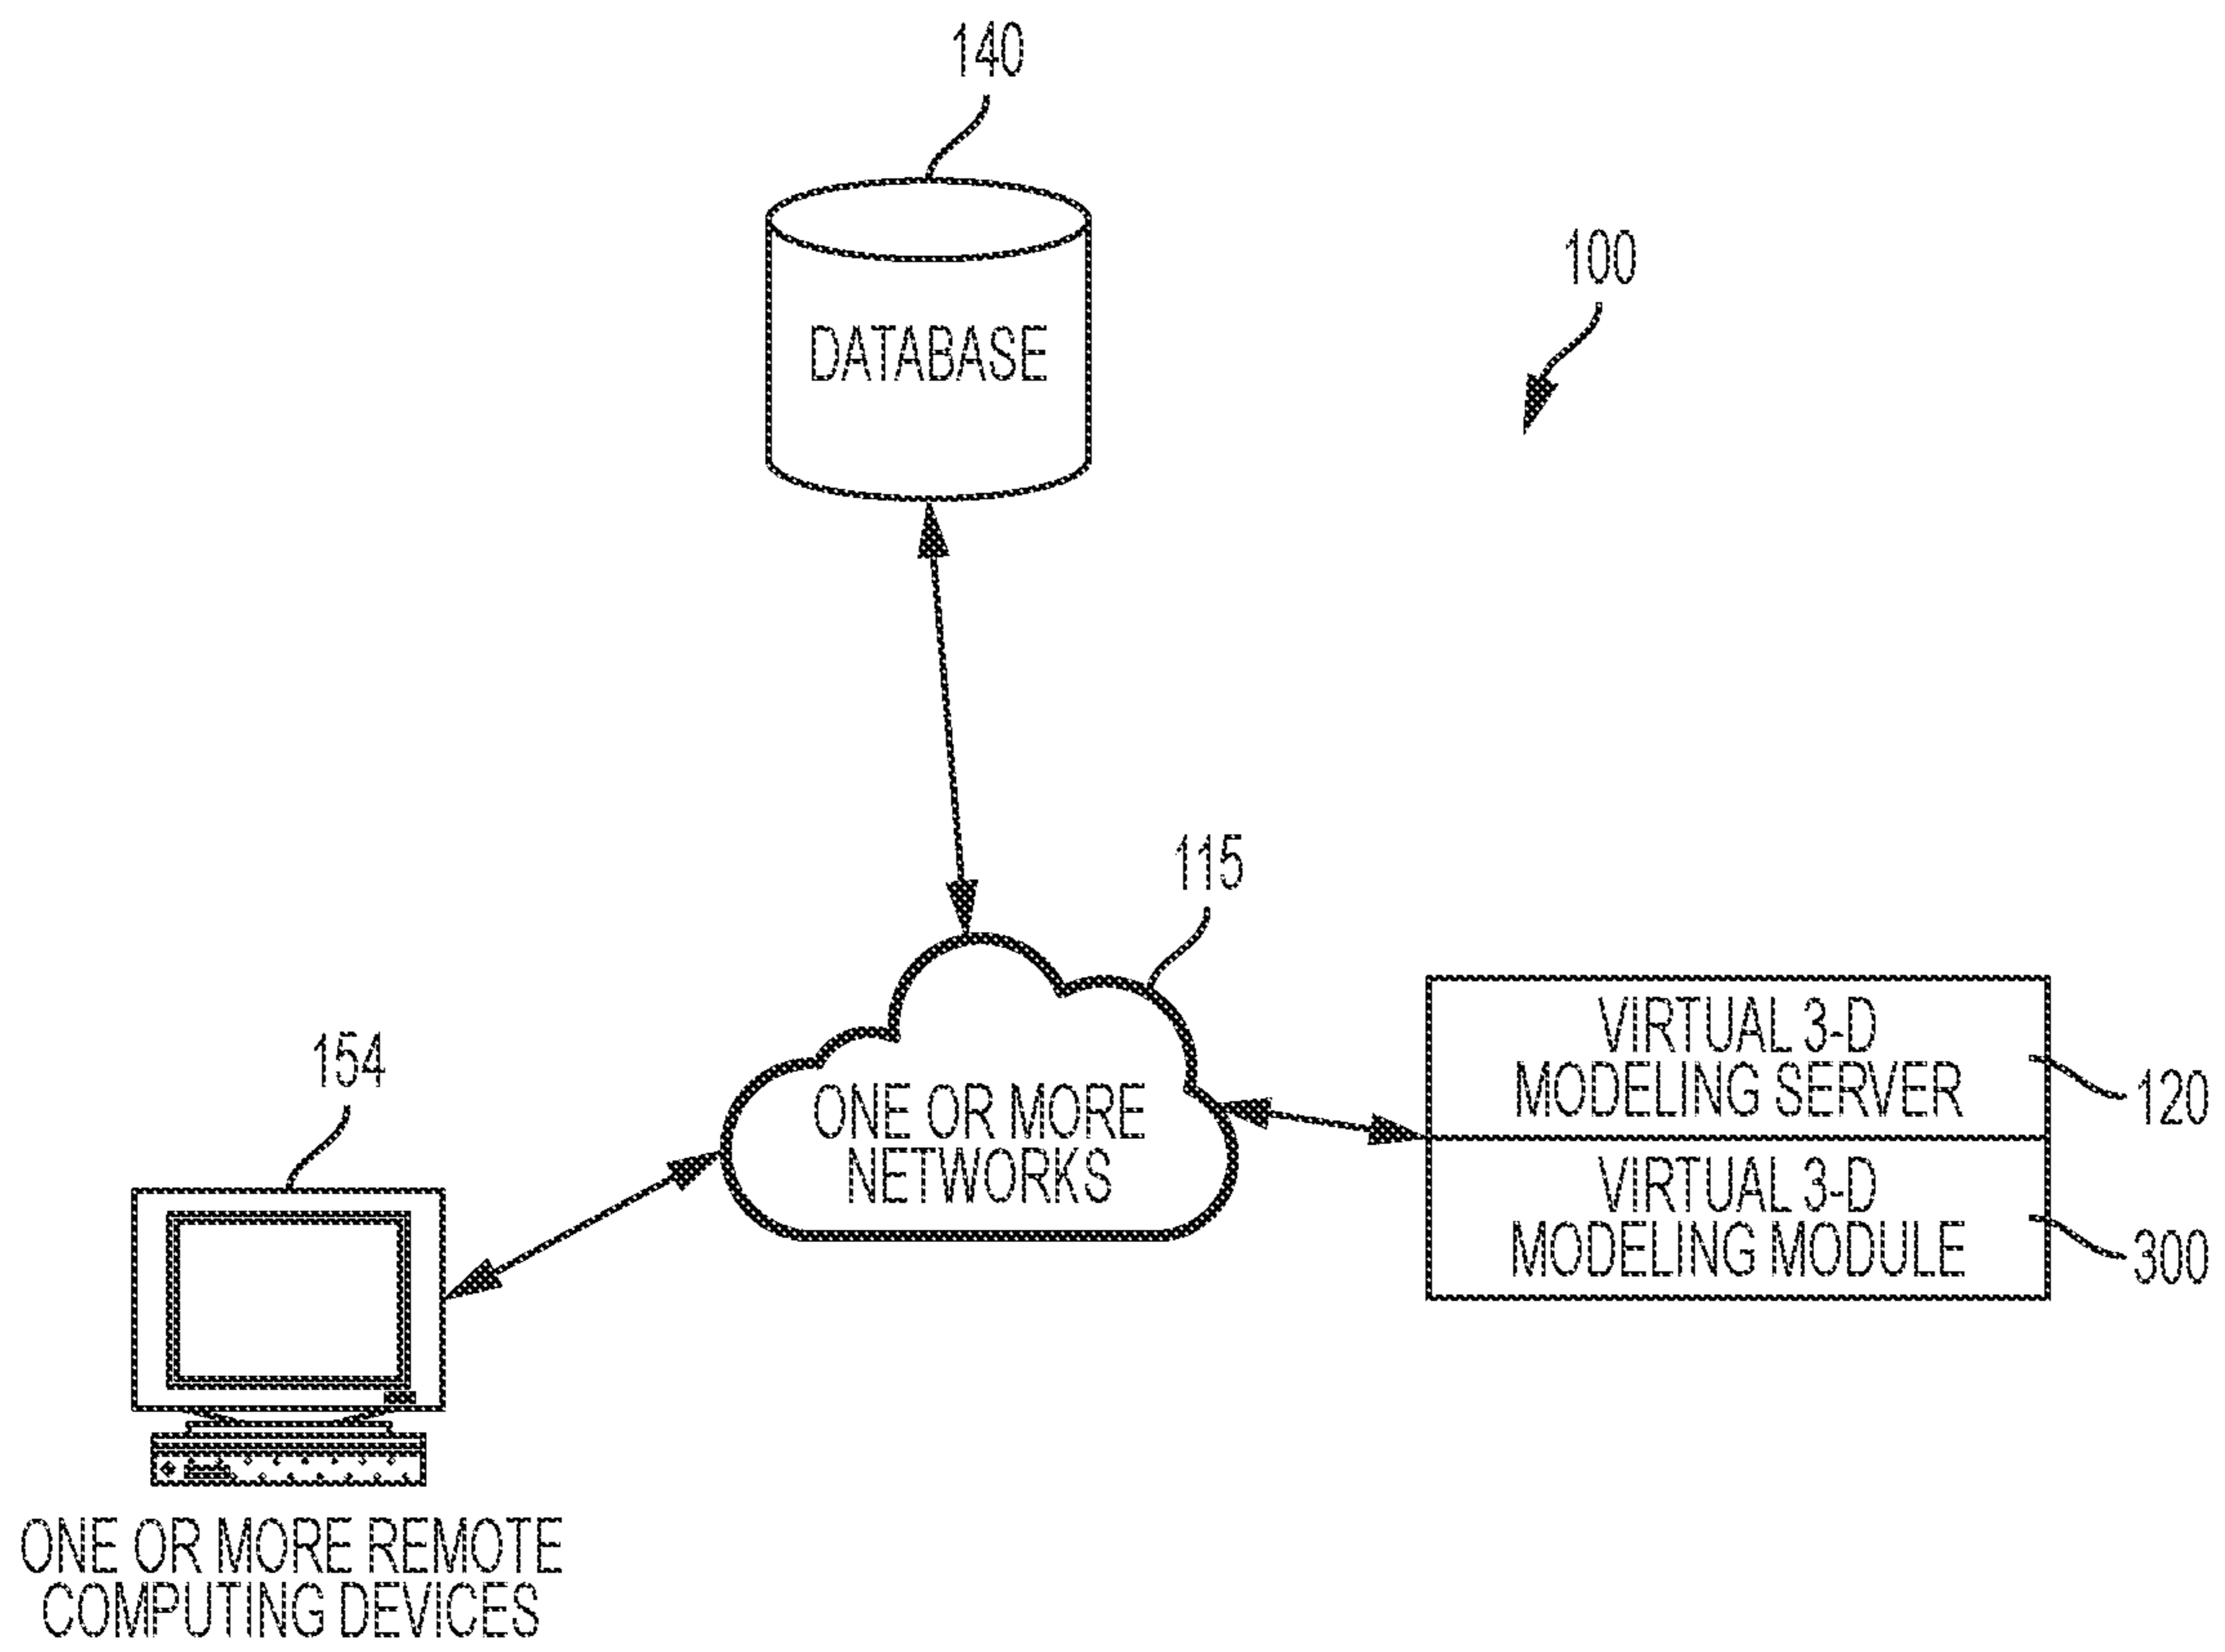 140
100
DATABASE
115
154
ONE OR MORE
NETWORKS
VIRTUAL 3-D
MODELING SERVER
120
VIRTUAL 3-D
MODELING MODULE
300
ONE OR MORE REMOTE
COMPUTING DEVICES